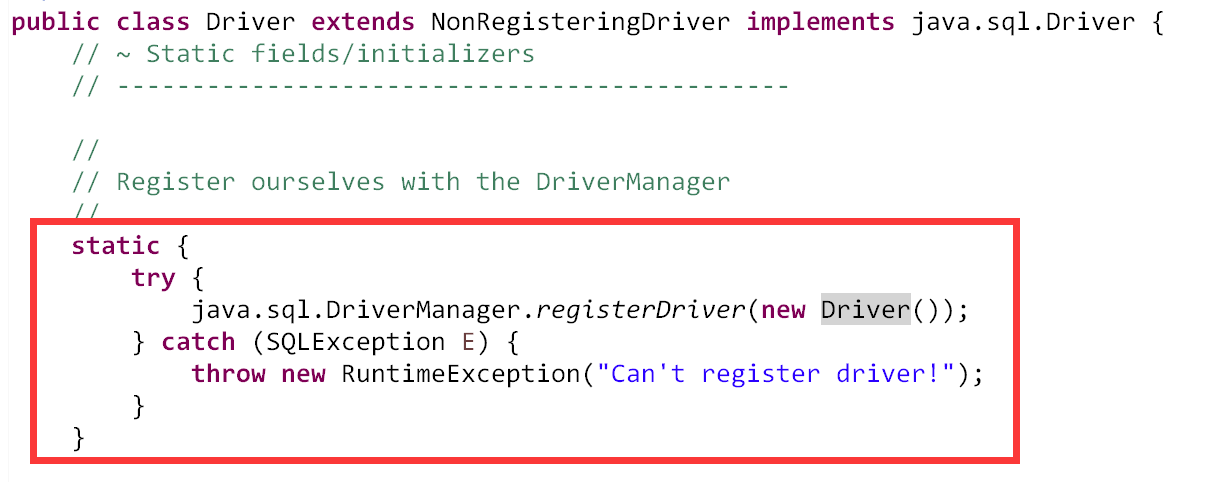 public class Driver extends NonRegisteringDriver implements java.sql.Driver {
    // ~ Static fields/initializers
    // ---------------------------------------------

    //
    // Register ourselves with the DriverManager
    //
    static {
        try {
            java.sql.DriverManager.registerDriver(new Driver());
        } catch (SQLException E) {
            throw new RuntimeException("Can't register driver!");
        }
    }